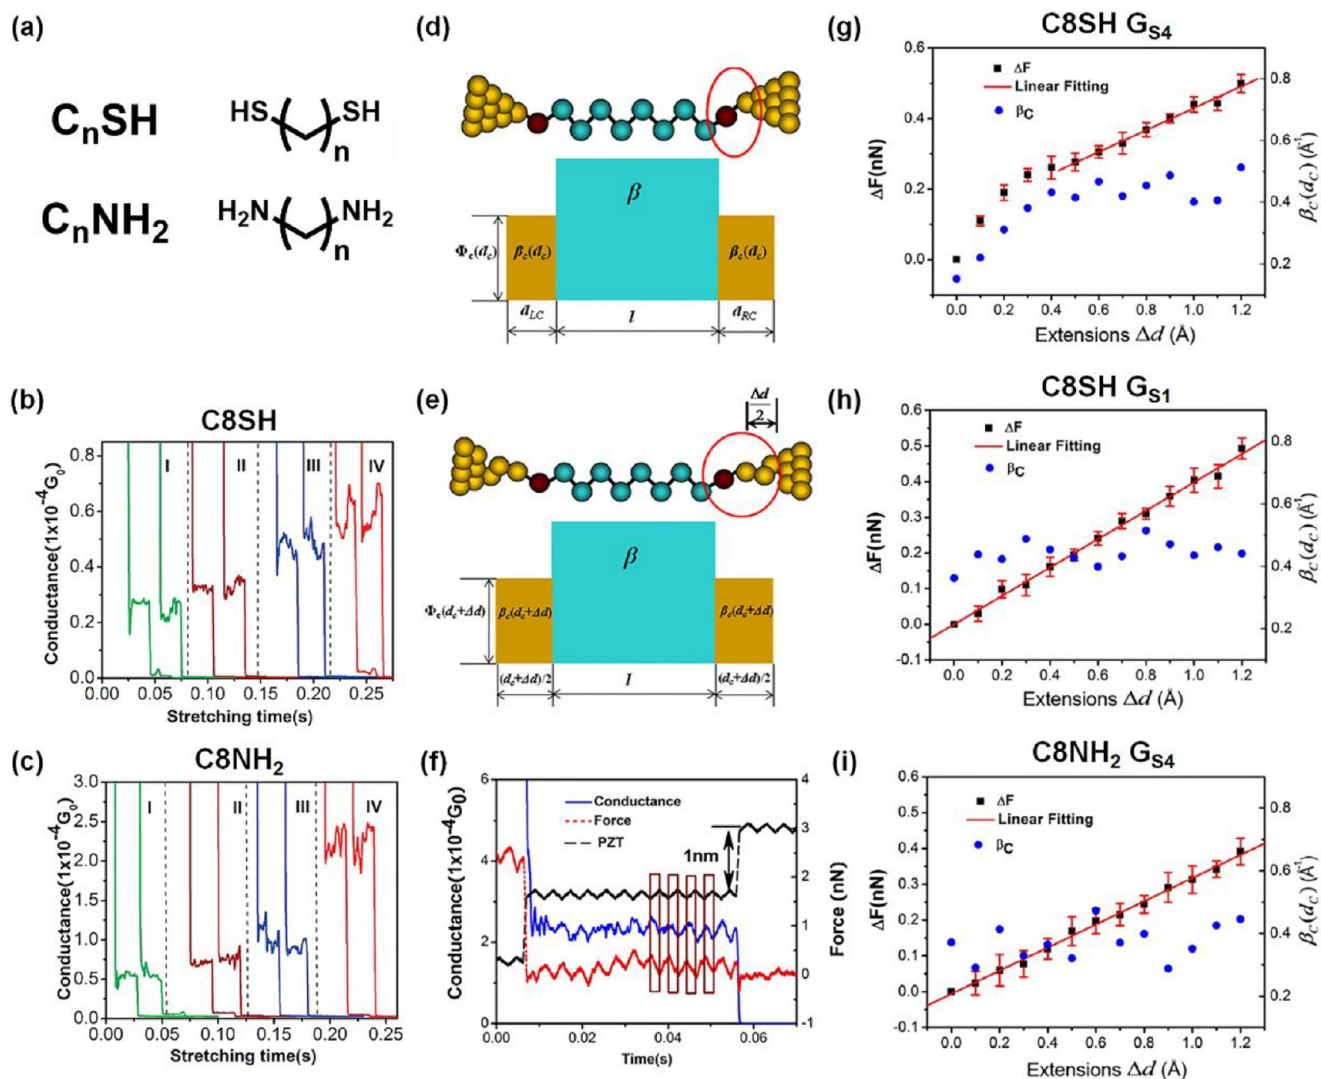 (a)
CnSH
HS SH
n
CnNH2
H2N NH2
n
(b)
C8SH
I II III IV
0.8
0.6
0.4
0.2
0.0
Conductance(1x10-4G0)
0.00 0.05 0.10 0.15 0.20 0.25
Stretching time(s)
(c)
C8NH2
I II III IV
3.0
2.5
2.0
1.5
1.0
0.5
0.0
Conductance(1x10-4G0)
0.00 0.05 0.10 0.15 0.20 0.25
Stretching time(s)
(d)
β
Φc(dc) βc(dc) βc(dc)
dLC l dRC
(e)
Δd
2
β
Φc(dc+Δd) βc(dc+Δd) βc(dc+Δd)
(dc+Δd)/2 l (dc+Δd)/2
(f)
Conductance
Force
PZT
1nm
6
4
2
0
Conductance(1x10-4G0)
4
3
2
1
0
-1
Force (nN)
0.00 0.02 0.04 0.06
Time(s)
(g)
C8SH GS4
ΔF
Linear Fitting
βC
0.6
0.4
0.2
0.0
ΔF(nN)
0.8
0.6
0.4
0.2
βC(dC) (Å-1)
0.0 0.2 0.4 0.6 0.8 1.0 1.2
Extensions Δd (Å)
(h)
C8SH GS1
ΔF
Linear Fitting
βC
0.6
0.5
0.4
0.3
0.2
0.1
0.0
-0.1
ΔF(nN)
0.8
0.6
0.4
0.2
βC(dC) (Å-1)
0.0 0.2 0.4 0.6 0.8 1.0 1.2
Extensions Δd (Å)
(i)
C8NH2 GS4
ΔF
Linear Fitting
βC
0.6
0.5
0.4
0.3
0.2
0.1
0.0
-0.1
ΔF(nN)
0.8
0.6
0.4
0.2
βC(dC) (Å-1)
0.0 0.2 0.4 0.6 0.8 1.0 1.2
Extensions Δd (Å)